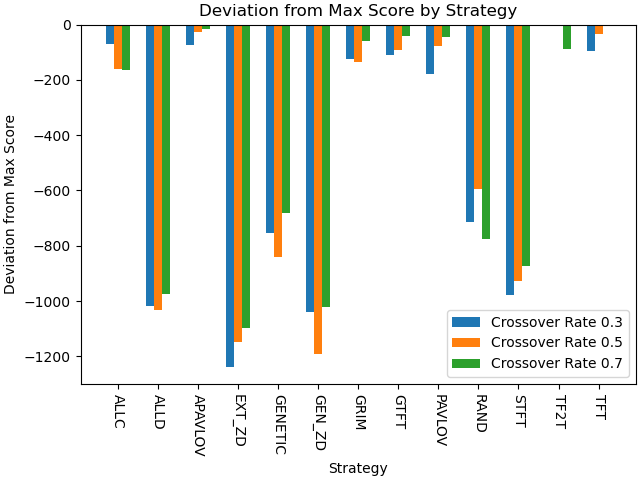 Deviation from Max Score by Strategy
Deviation from Max Score
0
−200
−400
−600
−800
−1000
−1200
Crossover Rate 0.3
Crossover Rate 0.5
Crossover Rate 0.7
ALLC
ALLD
APAVLOV
EXT_ZD
GENETIC
GEN_ZD
GRIM
GTFT
PAVLOV
RAND
STFT
TF2T
TFT
Strategy